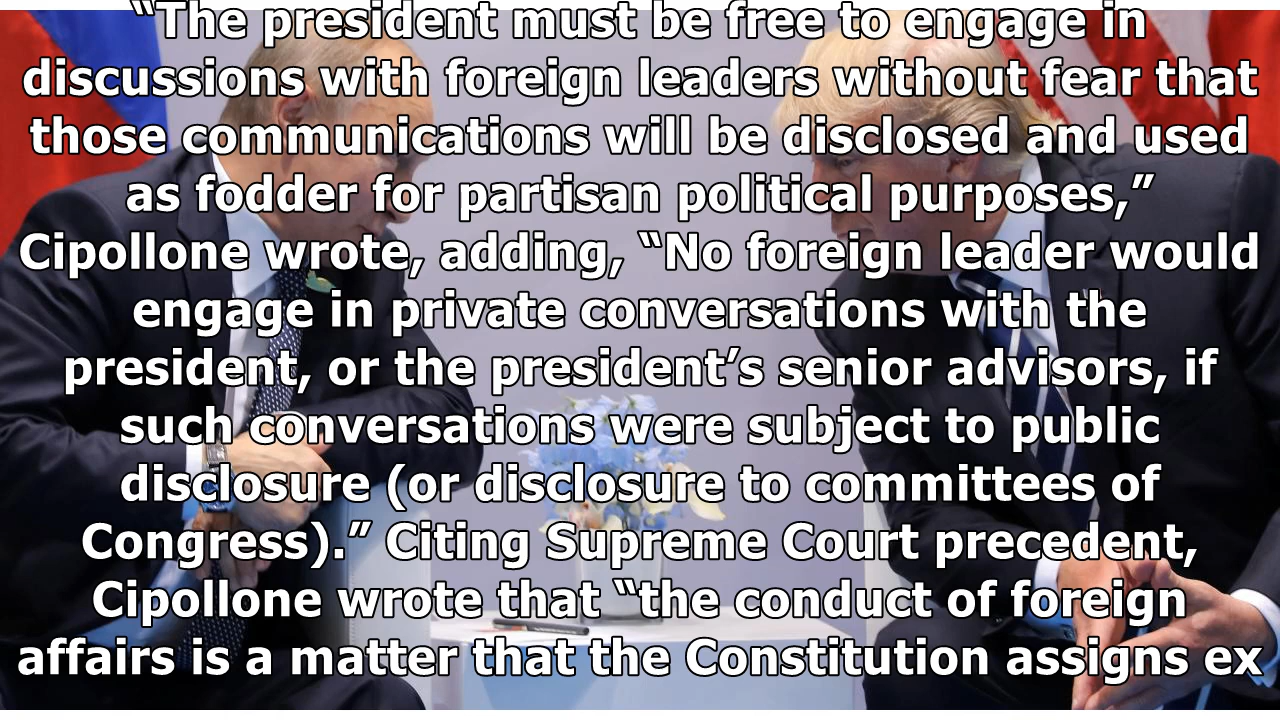 “The president must be free to engage in
discussions with foreign leaders without fear that
those communications will be disclosed and used
as fodder for partisan political purposes,”
Cipollone wrote, adding, “No foreign leader would
engage in private conversations with the
president, or the president’s senior advisors, if
such conversations were subject to public
disclosure (or disclosure to committees of
Congress).” Citing Supreme Court precedent,
Cipollone wrote that “the conduct of foreign
affairs is a matter that the Constitution assigns ex